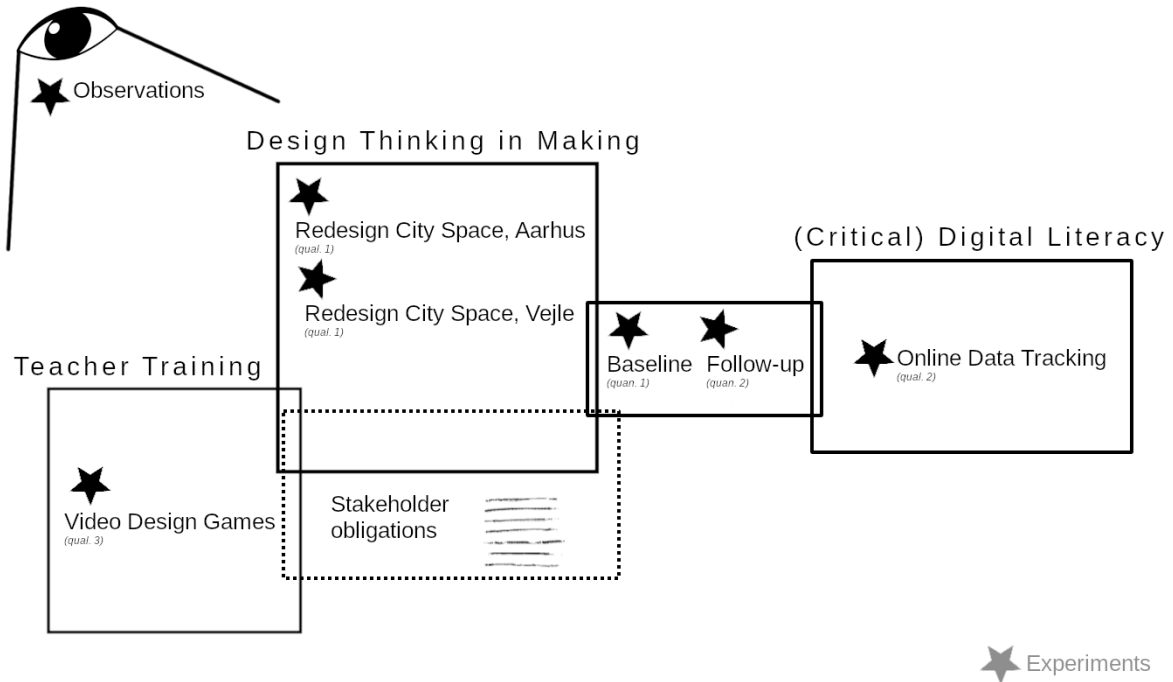 Observations
Design Thinking in Making
Redesign City Space, Aarhus
(qual. 1)
Redesign City Space, Vejle
(qual. 1)
(Critical) Digital Literacy
Baseline
(quan. 1)
Follow-up
(quan. 2)
Online Data Tracking
(qual. 2)
Teacher Training
Video Design Games
(qual. 3)
Stakeholder
obligations
Experiments